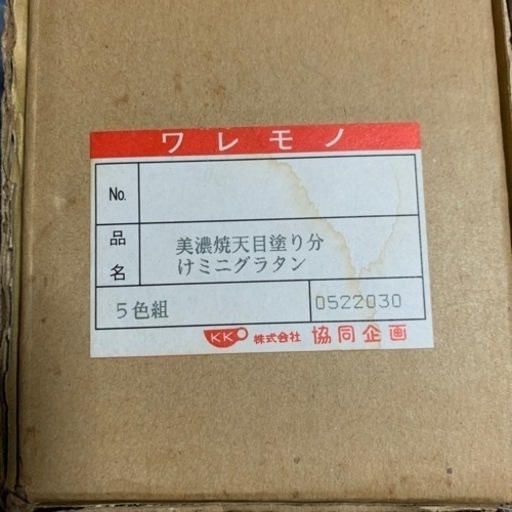 ワレモノ
No.
品名
美濃焼天目塗り分
けミニグラタン
5色組
0522030
KK 株式会社 協同企画